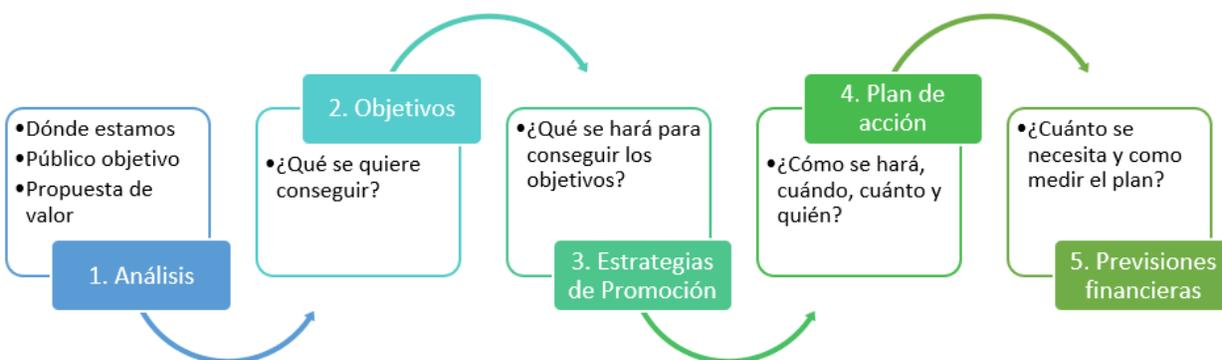 •Dónde estamos
•Público objetivo
•Propuesta de
valor
1. Análisis
2. Objetivos
•¿Qué se quiere
conseguir?
•¿Qué se hará para
conseguir los
objetivos?
3. Estrategias
de Promoción
4. Plan de
acción
•¿Cómo se hará,
cuándo, cuánto y
quién?
•¿Cuánto se
necesita y como
medir el plan?
5. Previsiones
financieras